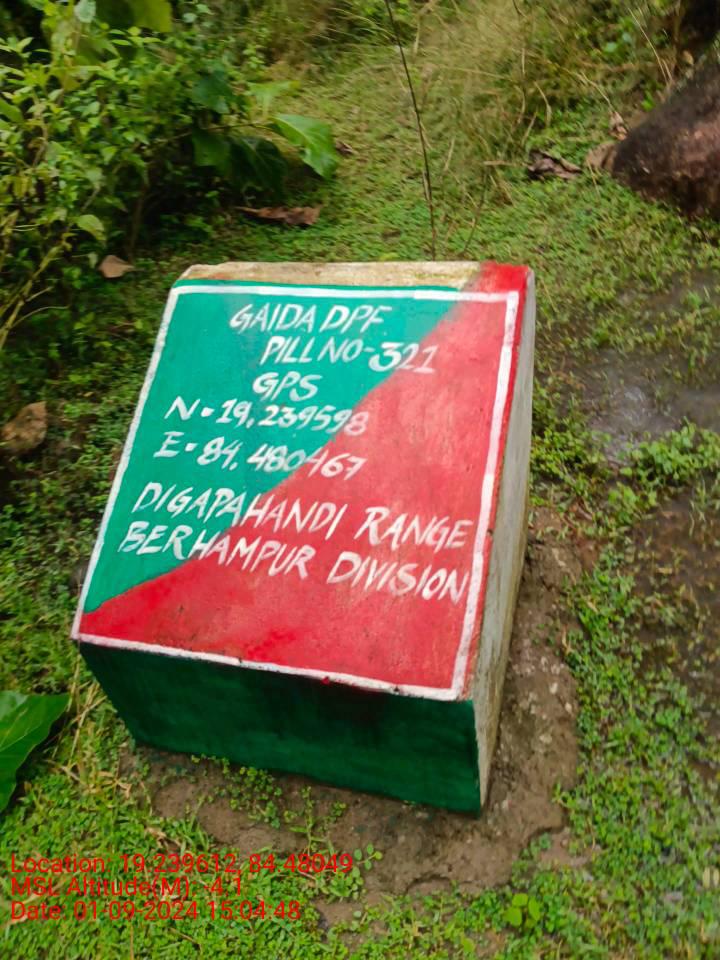 GAIDA DPF
PILL NO-321
GPS
N-19.239598
E-84.480467
DIGAPAHANDI RANGE
BERHAMPUR DIVISION
Location: 19.239612, 84.48049
MSL Altitude(M): -4.1
Date: 01-09-2024 15:04:48